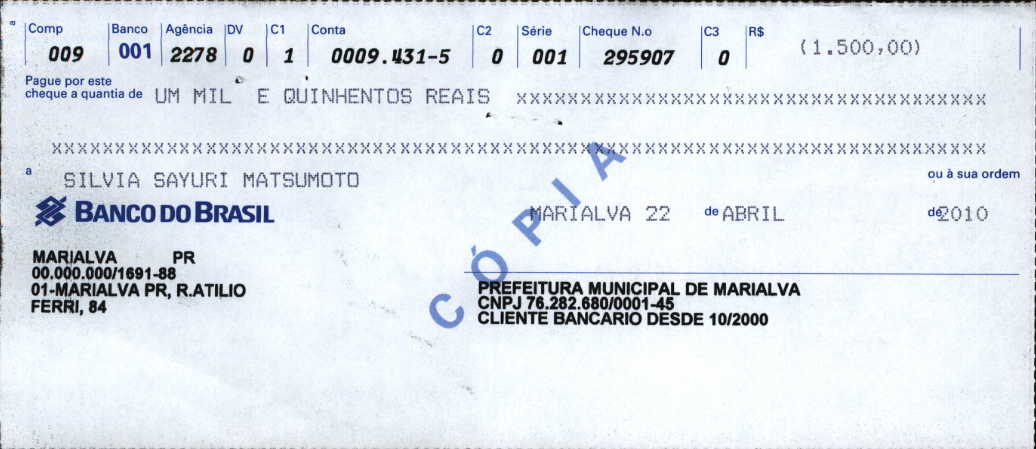 Comp Banco Agência DV C1 Conta C2 Série Cheque N.o C3 R$
009 001 2278 0 1 0009.431-5 0 001 295907 0 (1.500,00)
Pague por este
cheque a quantia de UM MIL E QUINHENTOS REAIS xxxxxxxxxxxxxxxxxxxxxxxxxxxxxxxxxxxxx
xxxxxxxxxxxxxxxxxxxxxxxxxxxxxxxxxxxxxxxxxxxxxxxxxxxxxxxxxxxxxxxxxxxxxxxxx
a SILVIA SAYURI MATSUMOTO ou à sua ordem
BANCO DO BRASIL MARIALVA 22 de ABRIL de 2010
MARIALVA PR
00.000.000/1691-88
01-MARIALVA PR, R.ATILIO
FERRI, 84
PREFEITURA MUNICIPAL DE MARIALVA
CNPJ 76.282.680/0001-45
CLIENTE BANCARIO DESDE 10/2000
CÓPIA